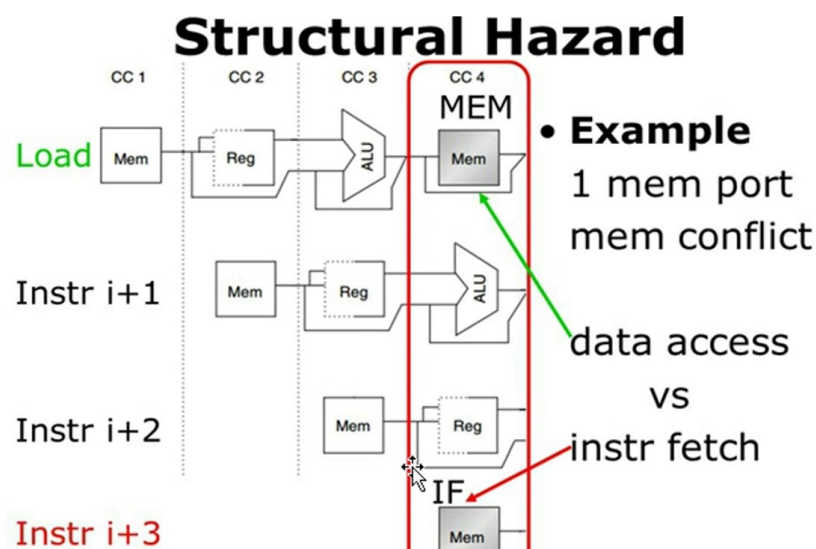 Structural Hazard
CC 1 CC 2 CC 3 CC 4
MEM
Load Mem Reg ALU Mem
• Example
1 mem port
mem conflict
Instr i+1 Mem Reg ALU
data access
vs
instr fetch
Instr i+2 Mem Reg
IF
Instr i+3 Mem